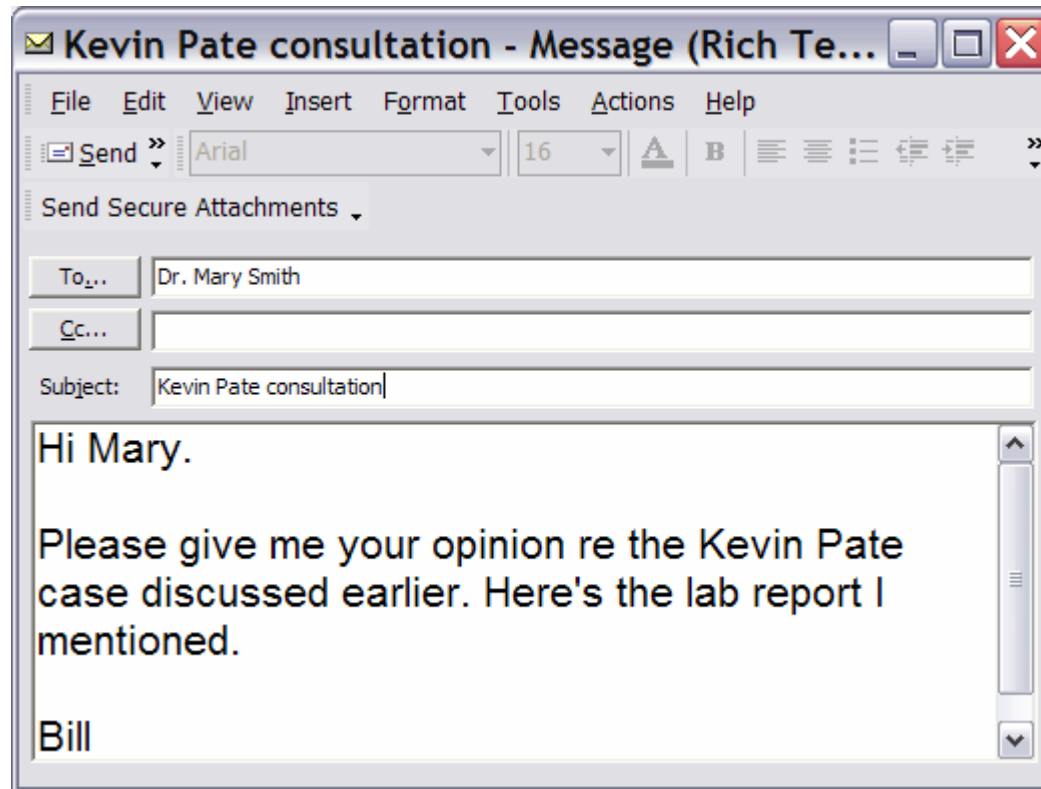 Kevin Pate consultation - Message (Rich Te...
File Edit View Insert Format Tools Actions Help
Send Arial 16 A B
Send Secure Attachments
To... Dr. Mary Smith
Cc...
Subject: Kevin Pate consultation
Hi Mary.
Please give me your opinion re the Kevin Pate
case discussed earlier. Here's the lab report I
mentioned.
Bill